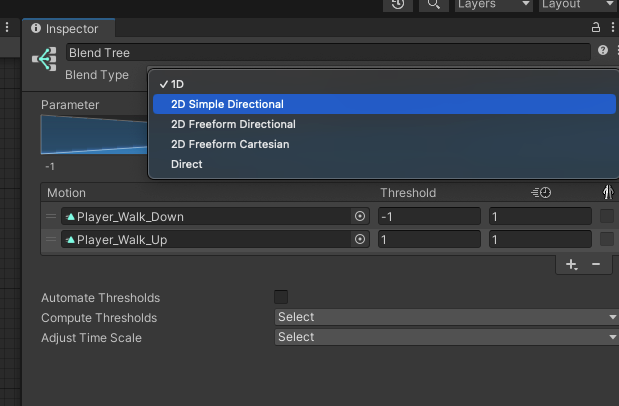 Layers
Layout
Inspector
Blend Tree
Blend Type
1D
2D Simple Directional
2D Freeform Directional
2D Freeform Cartesian
Direct
Parameter
-1
Motion Threshold
Player_Walk_Down -1 1
Player_Walk_Up 1 1
Automate Thresholds
Compute Thresholds Select
Adjust Time Scale Select